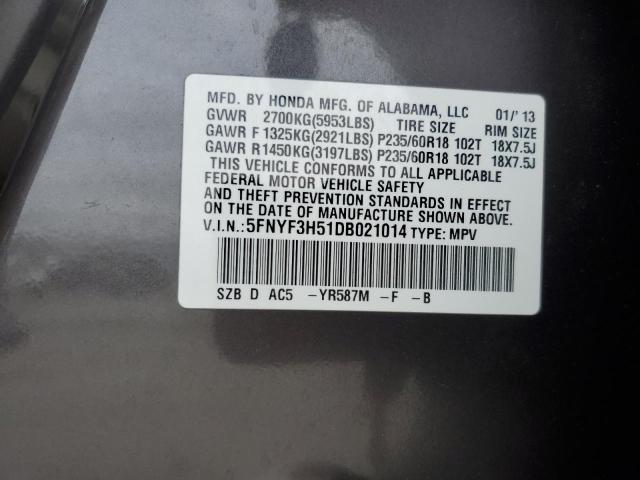 MFD. BY HONDA MFG. OF ALABAMA, LLC 01/'13
GVWR 2700KG(5953LBS) TIRE SIZE RIM SIZE
GAWR F 1325KG(2921LBS) P235/60R18 102T 18X7.5J
GAWR R1450KG(3197LBS) P235/60R18 102T 18X7.5J
THIS VEHICLE CONFORMS TO ALL APPLICABLE
FEDERAL MOTOR VEHICLE SAFETY
AND THEFT PREVENTION STANDARDS IN EFFECT
ON THE DATE OF MANUFACTURE SHOWN ABOVE.
V.I.N.:5FNYF3H51DB021014 TYPE: MPV
SZB D AC5 -YR587M -F -B